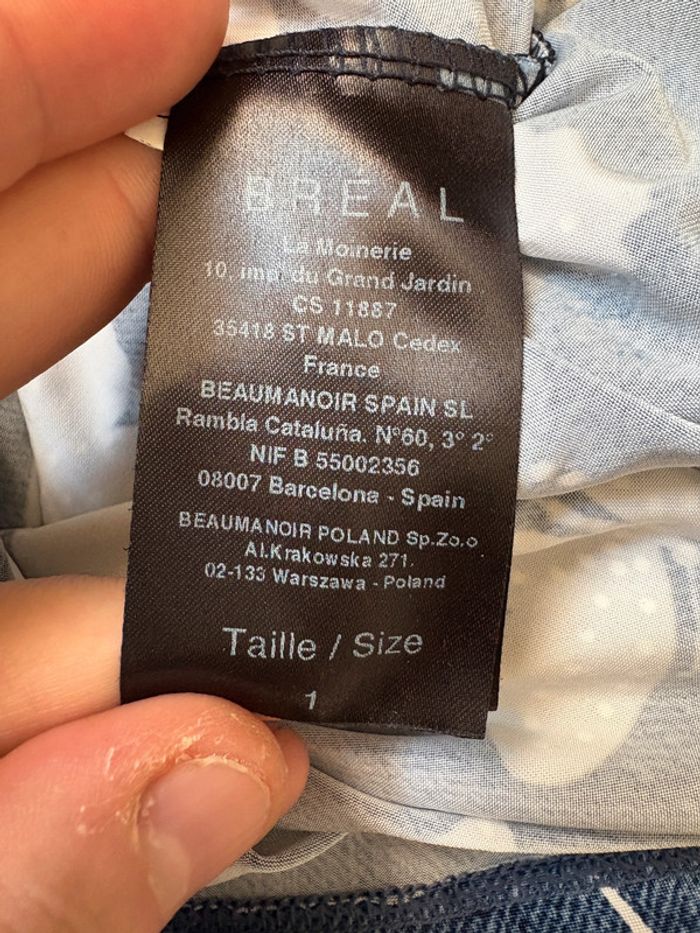 BRÉAL
La Moinerie
10, imp. du Grand Jardin
CS 11887
35418 ST MALO Cedex
France
BEAUMANOIR SPAIN SL
Rambla Cataluña. N°60, 3° 2°
NIF B 55002356
08007 Barcelona - Spain
BEAUMANOIR POLAND Sp.Zo.o
Al.Krakowska 271.
02-133 Warszawa - Poland
Taille / Size
1